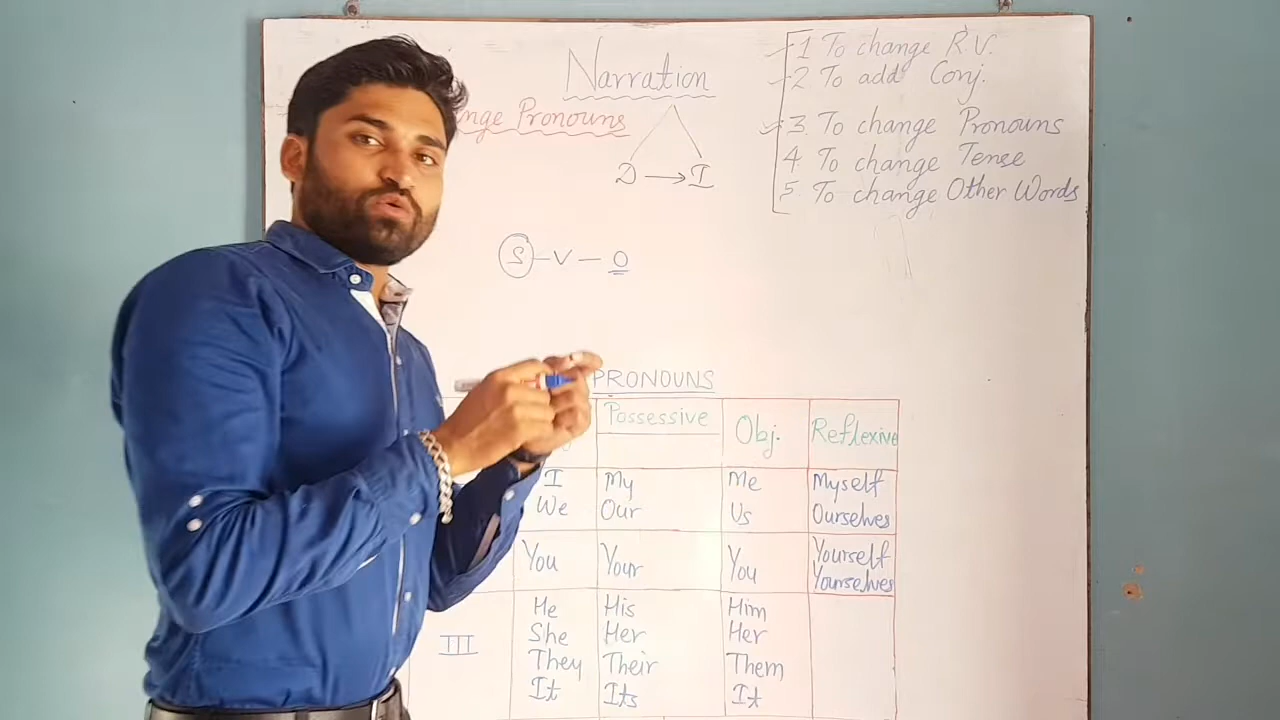 Narration
nge Pronouns
D → I
1 To change R.V.
2 To add Conj.
3 To change Pronouns
4 To change Tense
5 To change Other Words
S – V – O
PRONOUNS
Possessive Obj. Reflexive
I My Me Myself
We Our Us Ourselves
You Your You Yourself
Yourselves
III
He His Him
She Her Her
They Their Them
It Its It